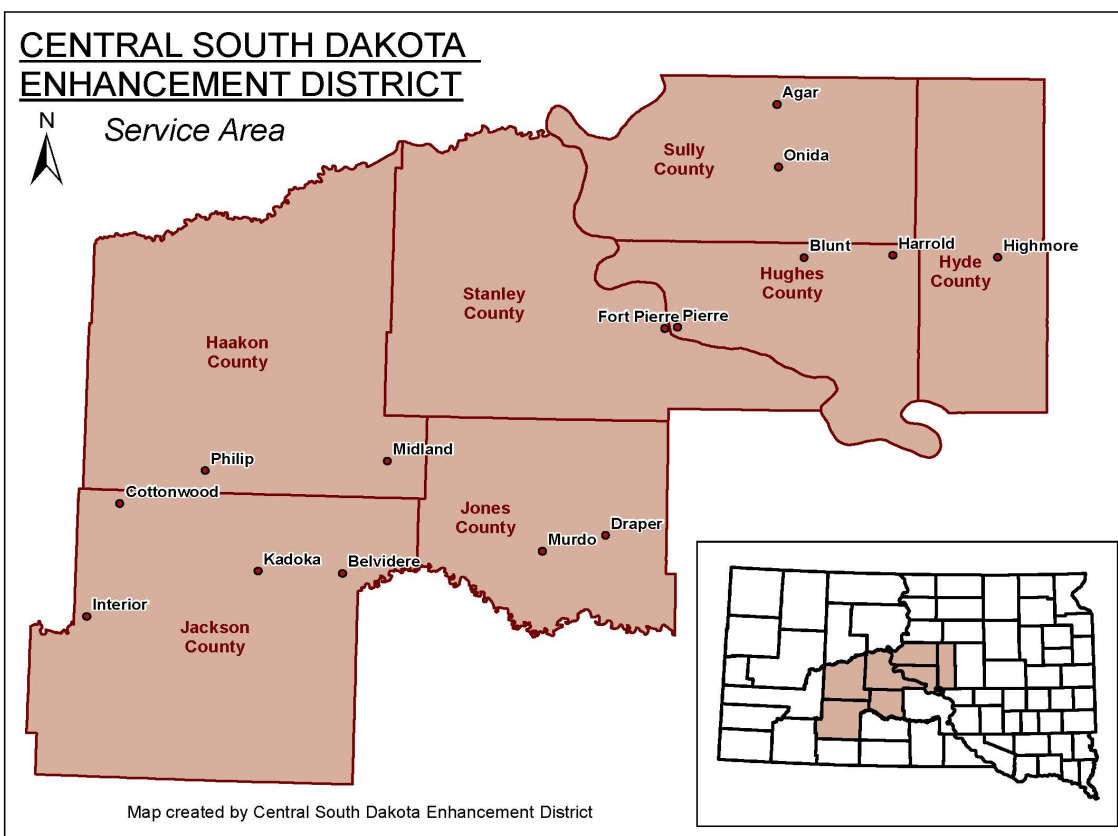 CENTRAL SOUTH DAKOTA
ENHANCEMENT DISTRICT
N
Service Area
Agar
Sully
County
Onida
Blunt
Harrold
Highmore
Hyde
County
Hughes
County
Stanley
County
Fort Pierre
Pierre
Haakon
County
Midland
Philip
Cottonwood
Jones
County
Draper
Murdo
Kadoka
Belvidere
Interior
Jackson
County
Map created by Central South Dakota Enhancement District